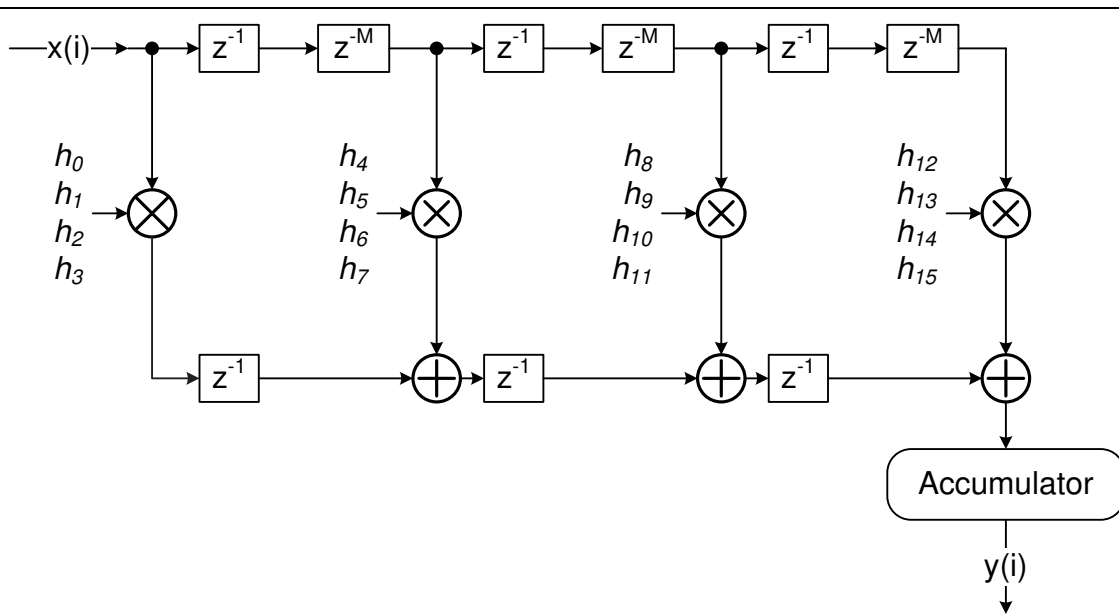 x(i)
z⁻¹
z⁻ᴹ
z⁻¹
z⁻ᴹ
z⁻¹
z⁻ᴹ
h₀
h₁
h₂
h₃
h₄
h₅
h₆
h₇
h₈
h₉
h₁₀
h₁₁
h₁₂
h₁₃
h₁₄
h₁₅
z⁻¹
z⁻¹
z⁻¹
Accumulator
y(i)